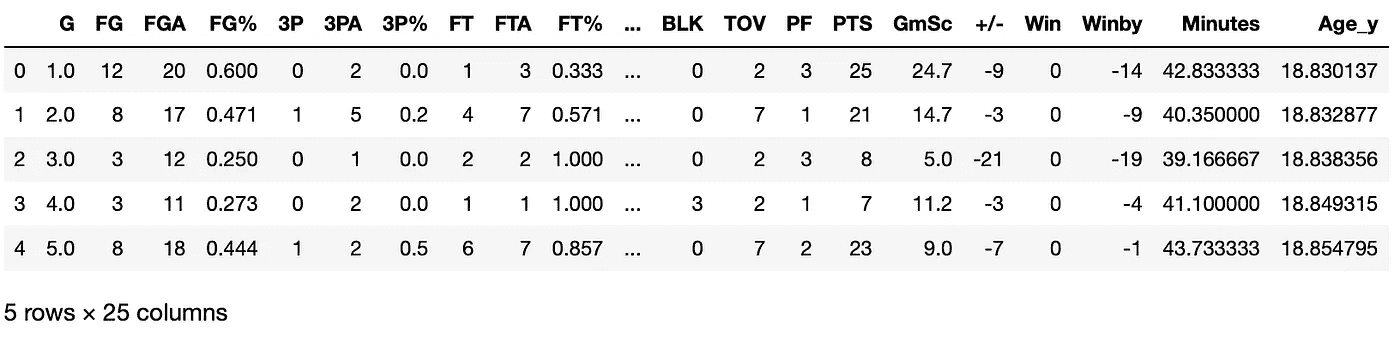 G FG FGA FG% 3P 3PA 3P% FT FTA FT% ... BLK TOV PF PTS GmSc +/- Win Winby Minutes Age_y
0 1.0 12 20 0.600 0 2 0.0 1 3 0.333 ... 0 2 3 25 24.7 -9 0 -14 42.833333 18.830137
1 2.0 8 17 0.471 1 5 0.2 4 7 0.571 ... 0 7 1 21 14.7 -3 0 -9 40.350000 18.832877
2 3.0 3 12 0.250 0 1 0.0 2 2 1.000 ... 0 2 3 8 5.0 -21 0 -19 39.166667 18.838356
3 4.0 3 11 0.273 0 2 0.0 1 1 1.000 ... 3 2 1 7 11.2 -3 0 -4 41.100000 18.849315
4 5.0 8 18 0.444 1 2 0.5 6 7 0.857 ... 0 7 2 23 9.0 -7 0 -1 43.733333 18.854795
5 rows × 25 columns